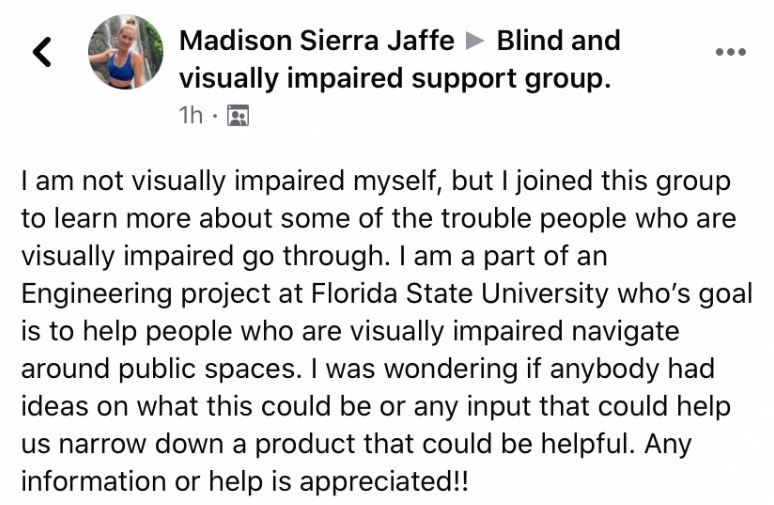 Madison Sierra Jaffe ▶ Blind and
visually impaired support group.
1h ·
I am not visually impaired myself, but I joined this group
to learn more about some of the trouble people who are
visually impaired go through. I am a part of an
Engineering project at Florida State University who's goal
is to help people who are visually impaired navigate
around public spaces. I was wondering if anybody had
ideas on what this could be or any input that could help
us narrow down a product that could be helpful. Any
information or help is appreciated!!